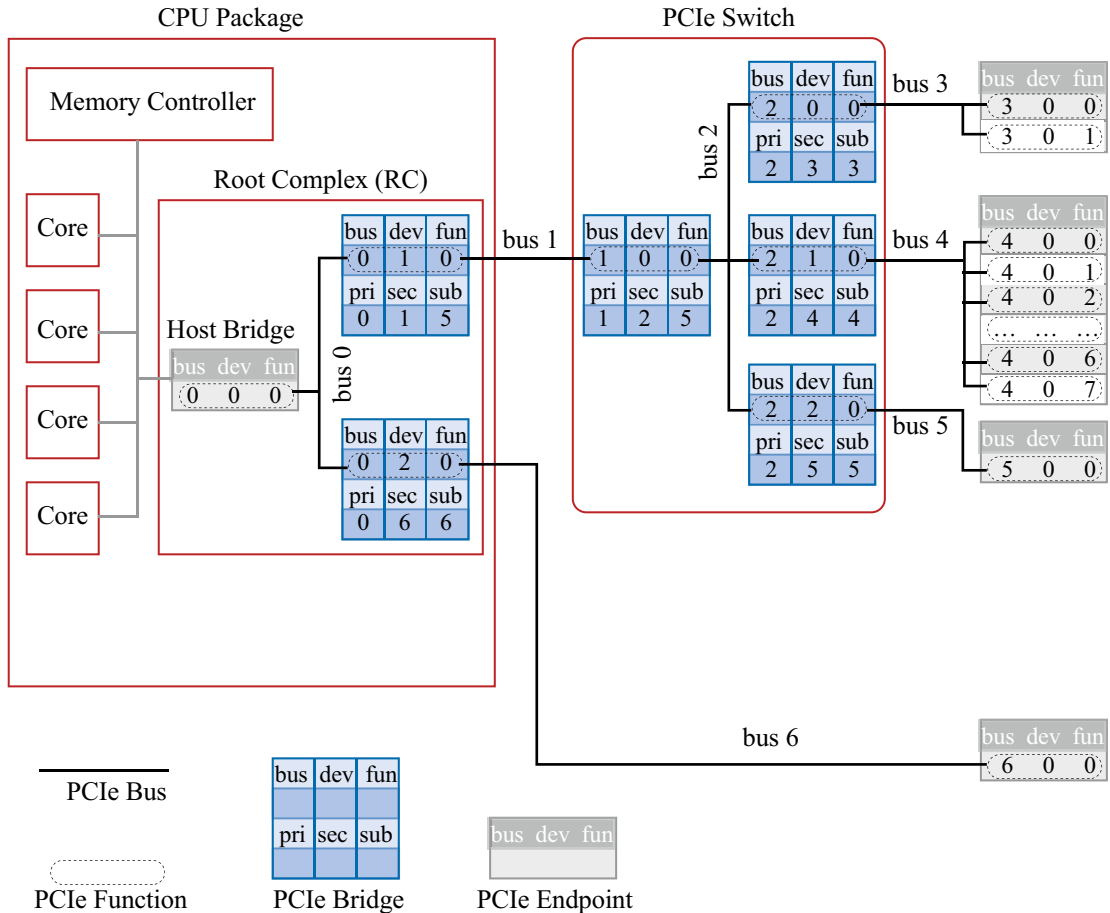 CPU Package
Memory Controller
Core
Core
Core
Core
Root Complex (RC)
Host Bridge
bus dev fun
0 0 0
bus 0
bus dev fun
0 1 0
pri sec sub
0 1 5
bus dev fun
0 2 0
pri sec sub
0 6 6
bus 1
PCIe Switch
bus dev fun
1 0 0
pri sec sub
1 2 5
bus 2
bus dev fun
2 0 0
pri sec sub
2 3 3
bus dev fun
2 1 0
pri sec sub
2 4 4
bus dev fun
2 2 0
pri sec sub
2 5 5
bus 3
bus dev fun
3 0 0
3 0 1
bus 4
bus dev fun
4 0 0
4 0 1
4 0 2
... ... ...
4 0 6
4 0 7
bus 5
bus dev fun
5 0 0
bus 6
bus dev fun
6 0 0
PCIe Bus
PCIe Function
bus dev fun
pri sec sub
PCIe Bridge
bus dev fun
PCIe Endpoint